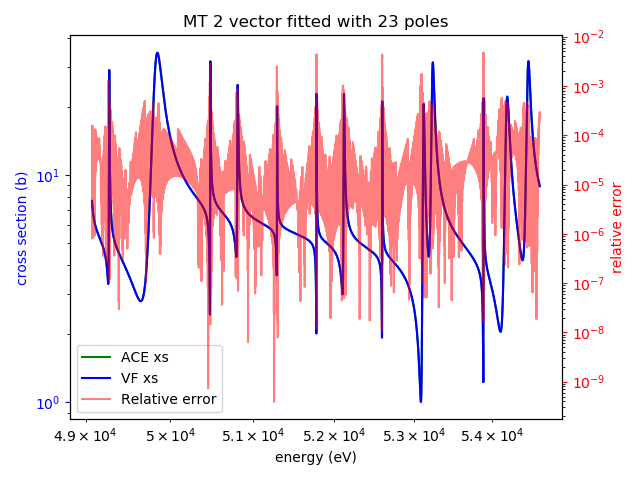 MT 2 vector fitted with 23 poles
cross section (b)
10¹
10⁰
10⁻²
10⁻³
10⁻⁴
10⁻⁵
10⁻⁶
10⁻⁷
10⁻⁸
10⁻⁹
relative error
ACE xs
VF xs
Relative error
4.9 × 10⁴ 5 × 10⁴ 5.1 × 10⁴ 5.2 × 10⁴ 5.3 × 10⁴ 5.4 × 10⁴
energy (eV)